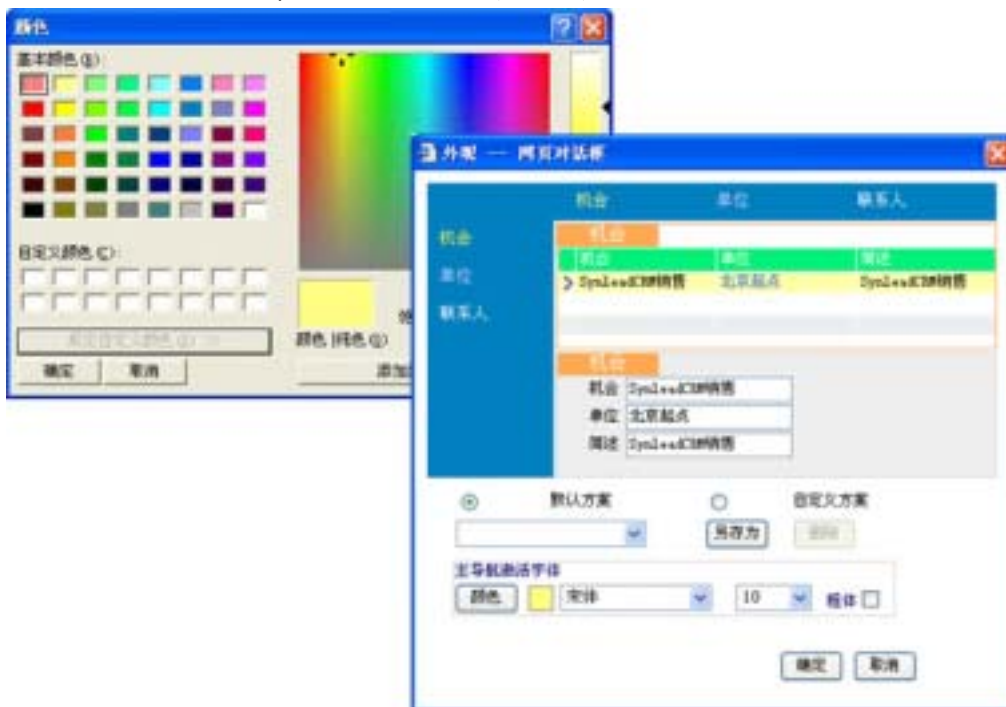 颜色
基本颜色(B):
自定义颜色(C):
规定自定义颜色(D) >>
确定 取消
颜色|纯色(O)
外观 -- 网页对话框
机会 单位 联系人
机会
单位
联系人
机会
机会 单位 简述
SynleadCRM销售 北京起点 SynleadCRM销售
机会
机会 SynleadCRM销售
单位 北京起点
简述 SynleadCRM销售
默认方案 自定义方案
另存为 删除
主导航激活字体
颜色 宋体 10 粗体
确定 取消